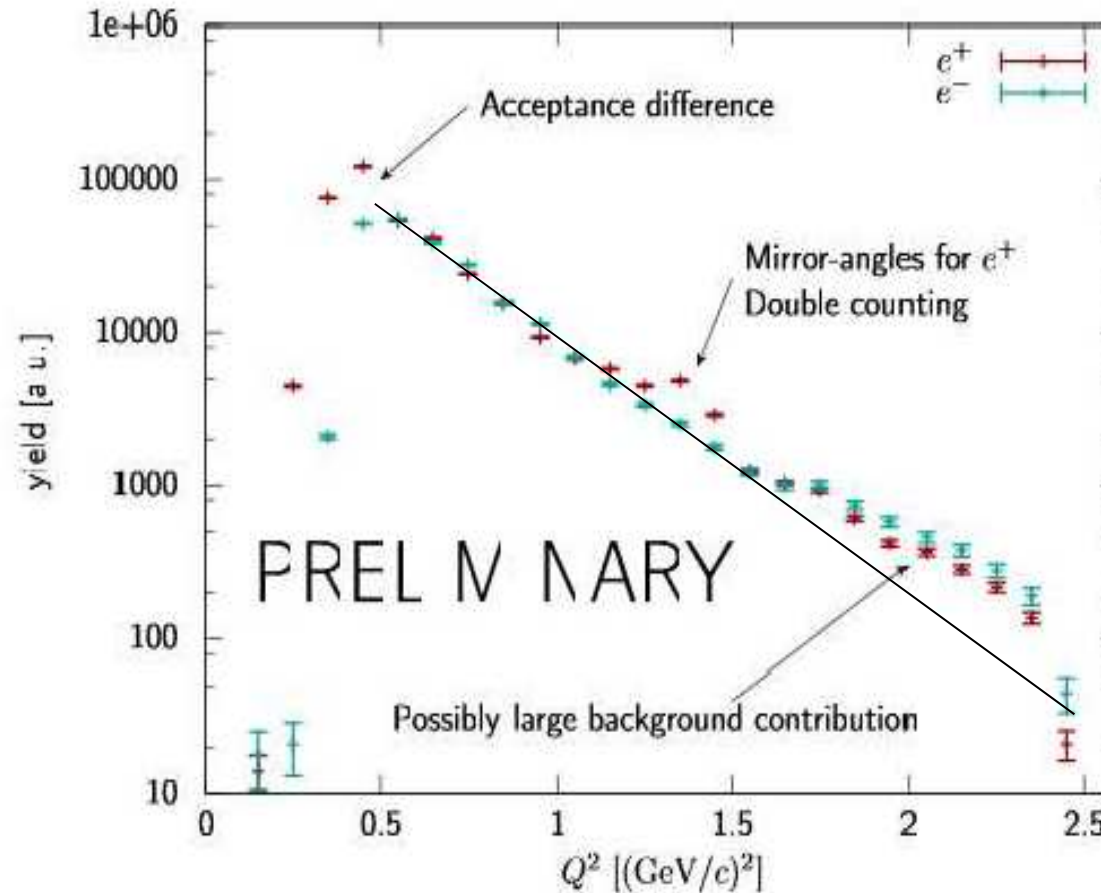 1e+06
100000
10000
1000
100
10
yield [a u.]
e+
e−
Acceptance difference
Mirror-angles for e+
Double counting
PREL M NARY
Possibly large background contribution
0 0.5 1 1.5 2 2.5
Q² [(GeV/c)²]